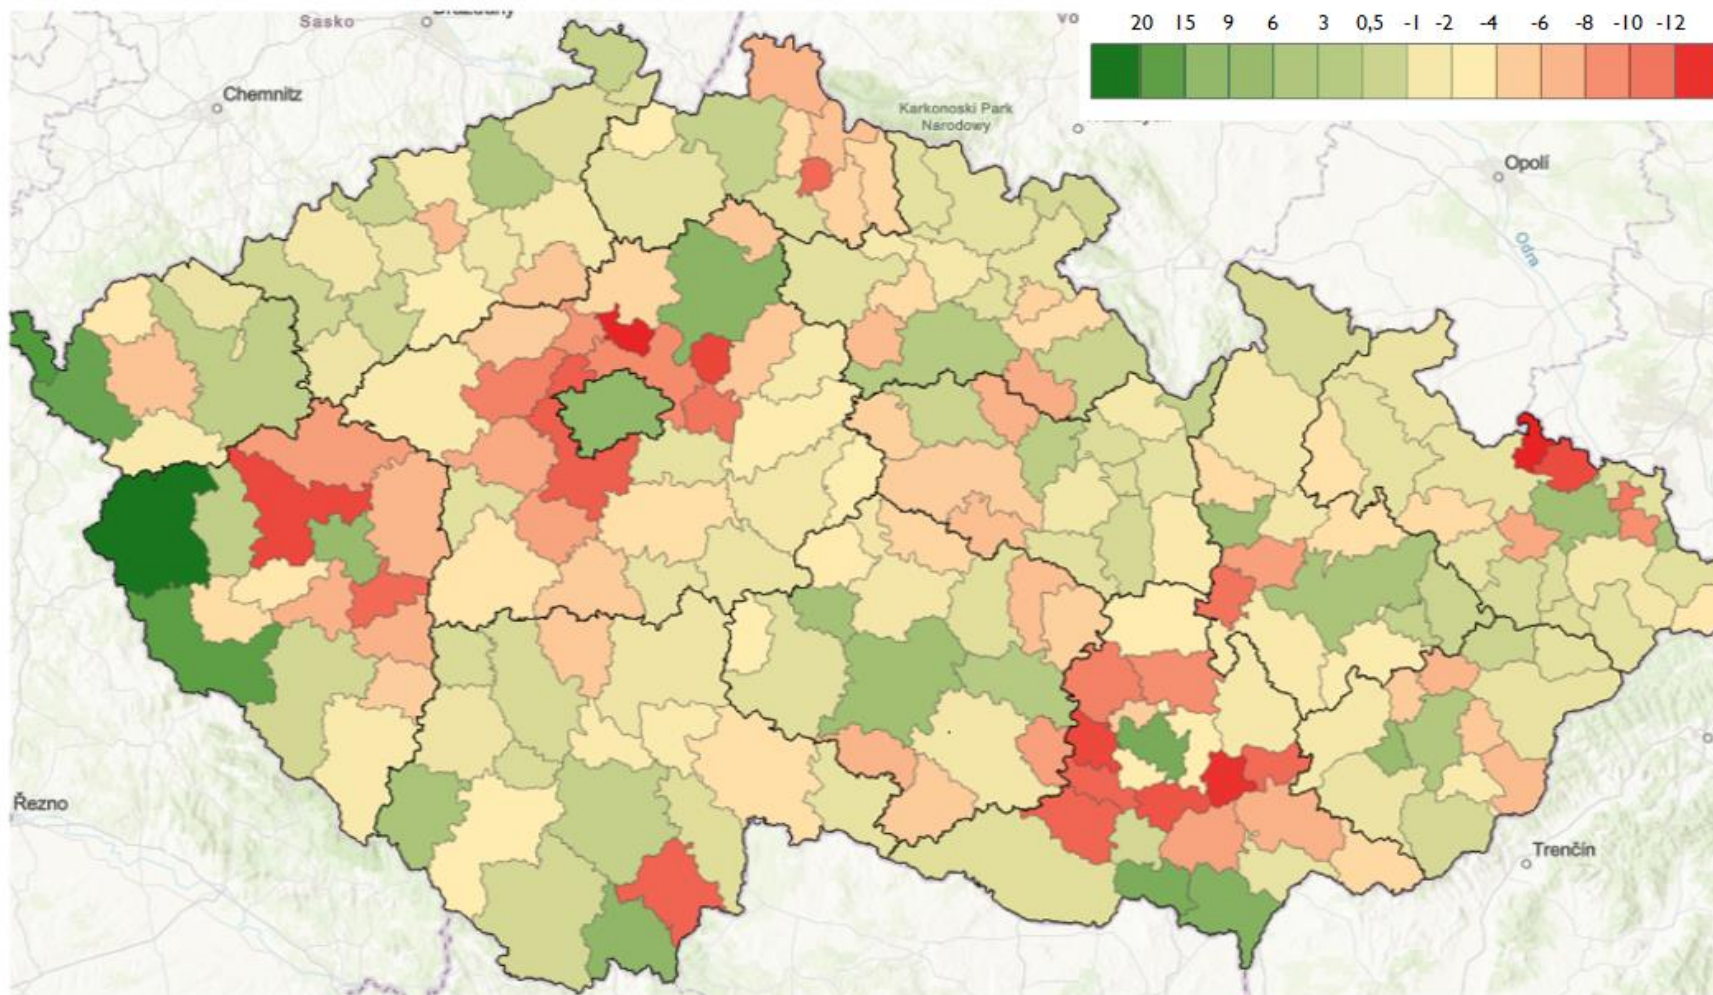 Sasko
20 15 9 6 3 0,5 -1 -2 -4 -6 -8 -10 -12
Chemnitz
Karkonoski Park
Narodowy
Opolí
Odra
Řezno
Trenčín